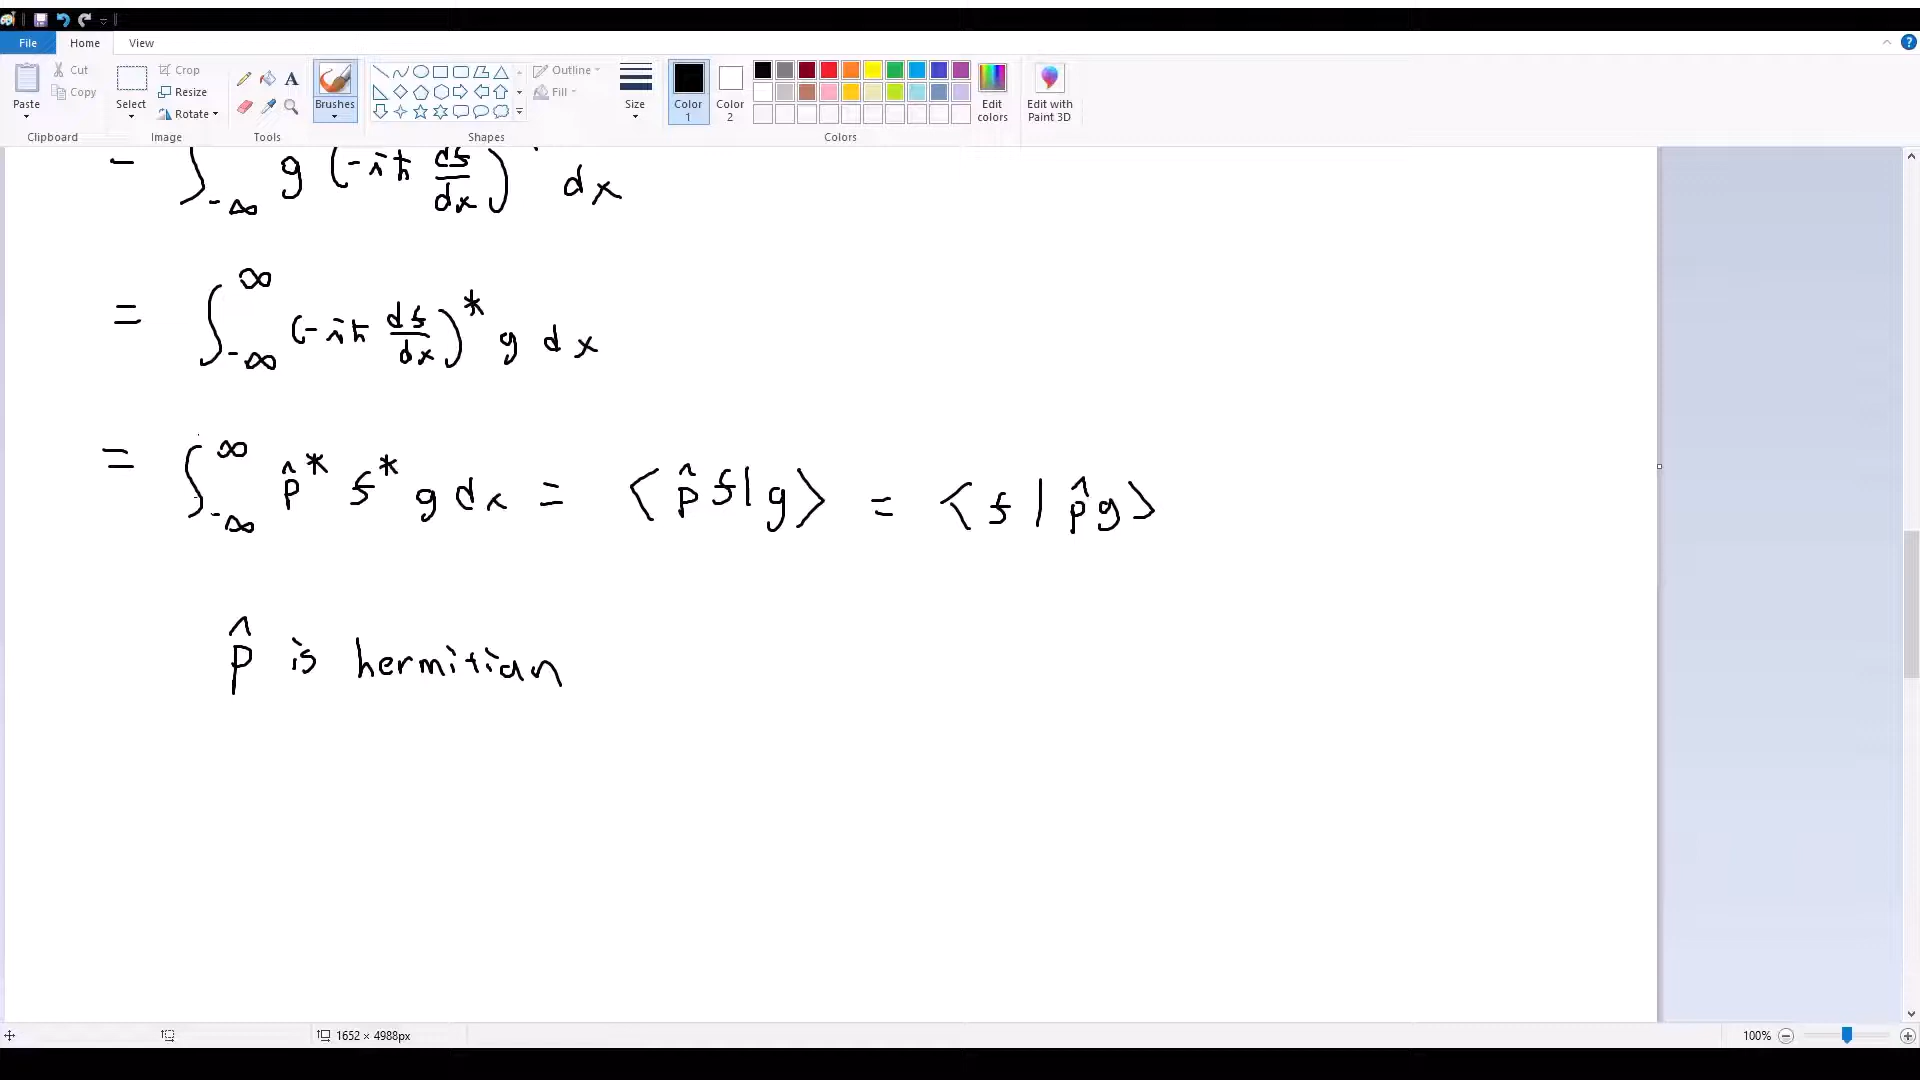 File Home View
Paste Cut Copy Clipboard
Select Crop Resize Rotate Image
A Tools
Brushes
Shapes
Outline Fill
Size
Color 1 Color 2 Edit colors Colors
Edit with Paint 3D
= ∫_{-∞} g (-iħ df/dx)* dx
= ∫_{-∞}^{∞} (-iħ df/dx)* g dx
= ∫_{-∞}^{∞} p̂* f* g dx = ⟨p̂ f|g⟩ = ⟨f|p̂g⟩
p̂ is hermitian
1652 × 4988px 100%